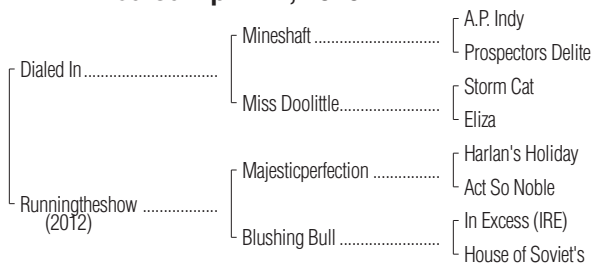 Dialed In
Mineshaft
A.P. Indy
Prospectors Delite
Miss Doolittle
Storm Cat
Eliza
Runningtheshow
(2012)
Majesticperfection
Harlan's Holiday
Act So Noble
Blushing Bull
In Excess (IRE)
House of Soviet's